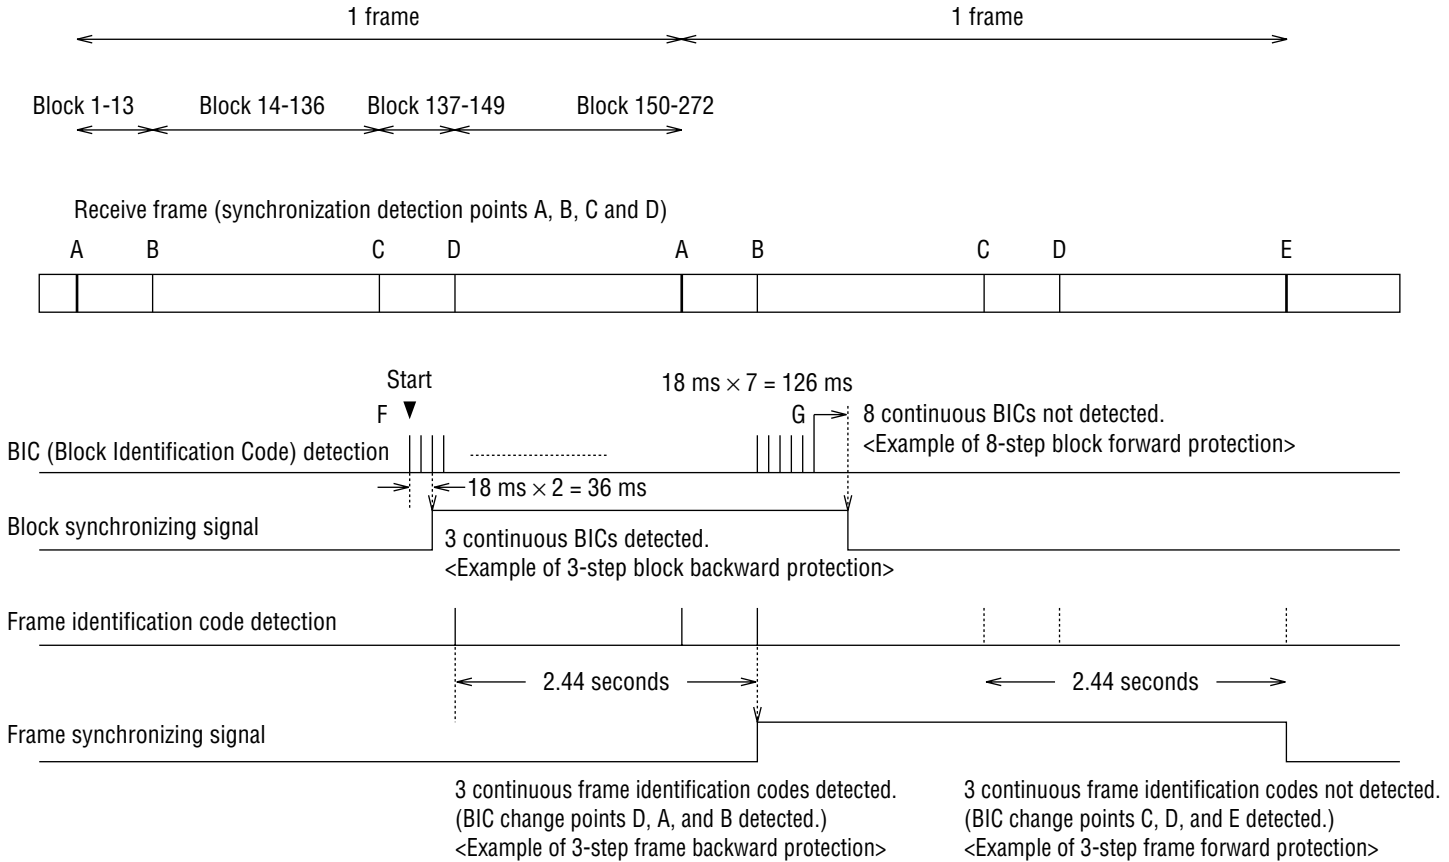 1 frame
1 frame
Block 1-13
Block 14-136
Block 137-149
Block 150-272
Receive frame (synchronization detection points A, B, C and D)
A
B
C
D
A
B
C
D
E
Start
18 ms × 7 = 126 ms
F
G
8 continuous BICs not detected.
<Example of 8-step block forward protection>
BIC (Block Identification Code) detection
18 ms × 2 = 36 ms
Block synchronizing signal
3 continuous BICs detected.
<Example of 3-step block backward protection>
Frame identification code detection
2.44 seconds
2.44 seconds
Frame synchronizing signal
3 continuous frame identification codes detected.
(BIC change points D, A, and B detected.)
<Example of 3-step frame backward protection>
3 continuous frame identification codes not detected.
(BIC change points C, D, and E detected.)
<Example of 3-step frame forward protection>